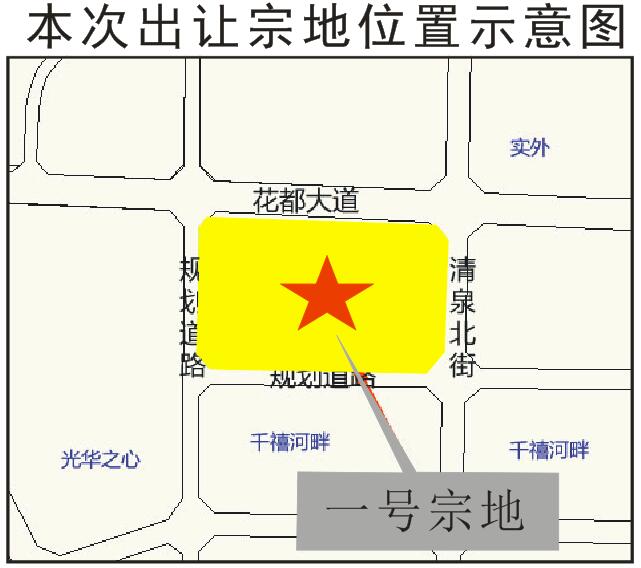 本次出让宗地位置示意图
实外
花都大道
规划道路
清泉北街
规划道路
千禧河畔
光华之心
千禧河畔
一号宗地